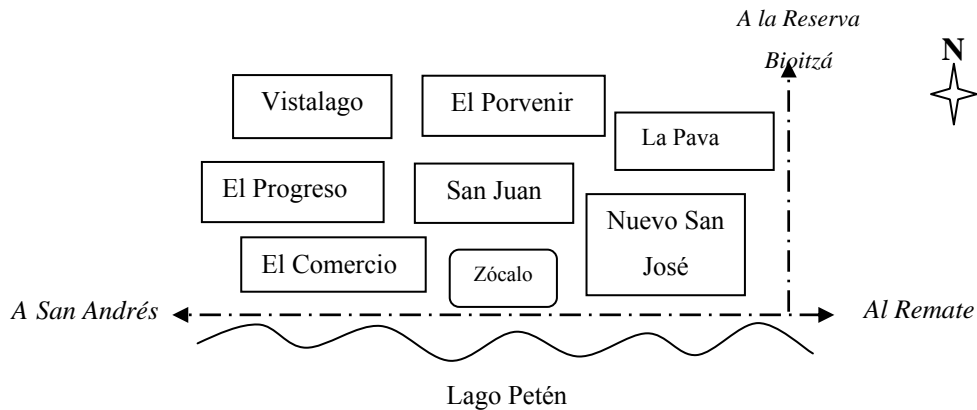 A la Reserva
Bioitzá
N
Vistalago
El Porvenir
La Pava
El Progreso
San Juan
Nuevo San
José
El Comercio
Zócalo
A San Andrés
Al Remate
Lago Petén